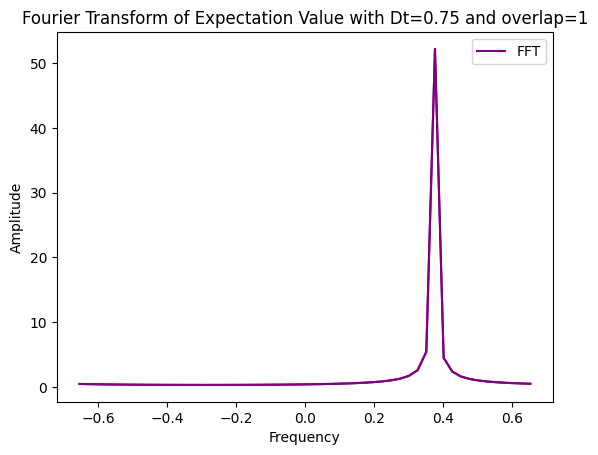 Fourier Transform of Expectation Value with Dt=0.75 and overlap=1
FFT
50
40
30
20
10
0
Amplitude
−0.6 −0.4 −0.2 0.0 0.2 0.4 0.6
Frequency